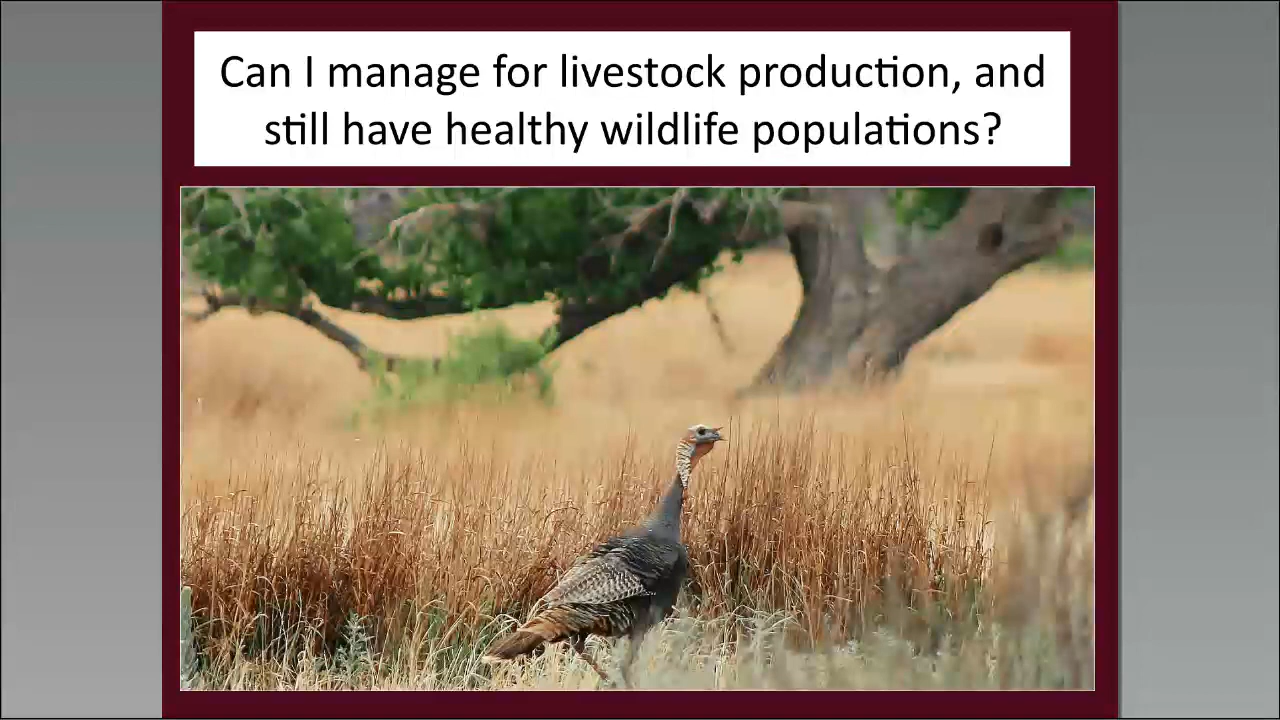 Can I manage for livestock production, and
still have healthy wildlife populations?